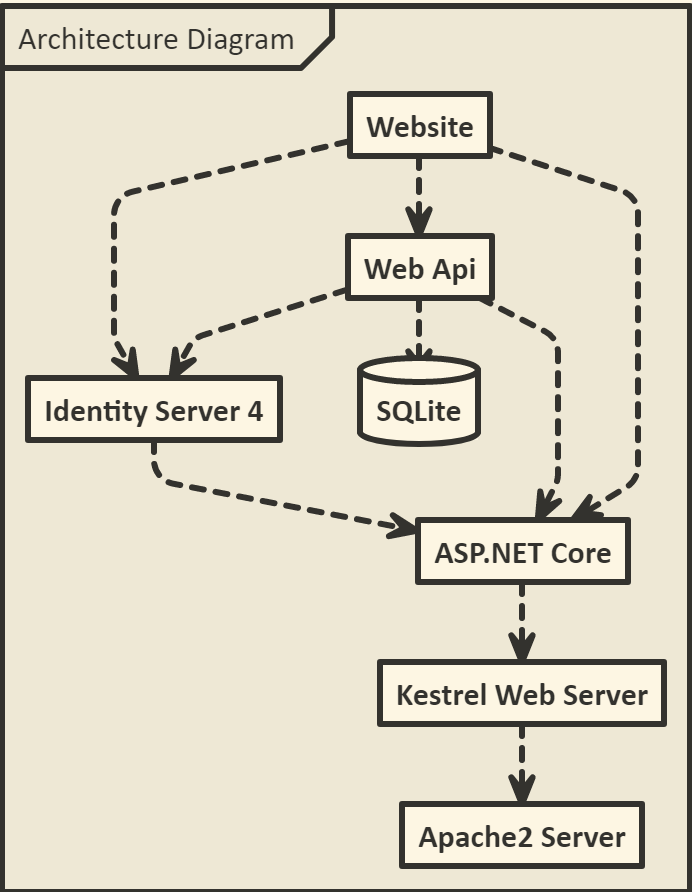 Architecture Diagram
Website
Web Api
Identity Server 4
SQLite
ASP.NET Core
Kestrel Web Server
Apache2 Server